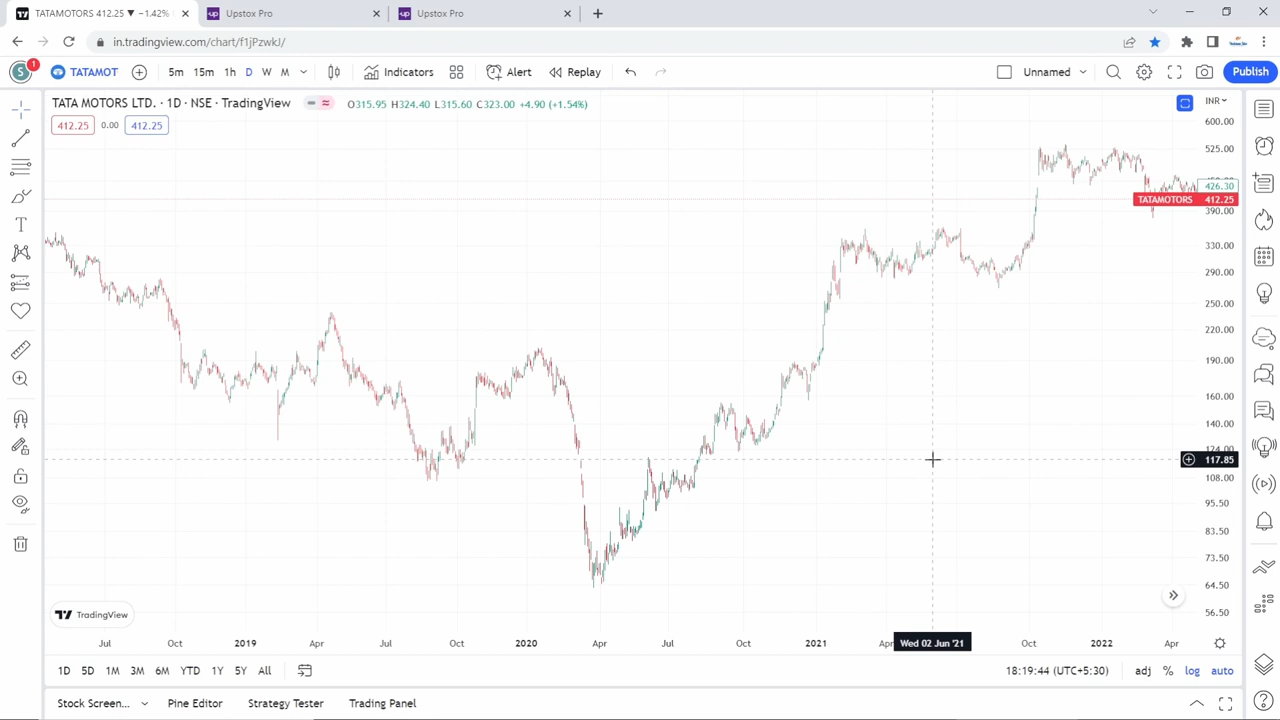 TATAMOTORS 412.25 ▼ −1.42%
Upstox Pro
Upstox Pro
in.tradingview.com/chart/f1jPzwkJ/
S 1 TATAMOT 5m 15m 1h D W M Indicators Alert Replay Unnamed Publish
TATA MOTORS LTD. · 1D · NSE · TradingView O315.95 H324.40 L315.60 C323.00 +4.90 (+1.54%)
412.25 0.00 412.25
INR
600.00
525.00
426.30
TATAMOTORS 412.25
390.00
330.00
290.00
250.00
220.00
190.00
160.00
140.00
124.00
117.85
108.00
95.50
83.50
73.50
64.50
56.50
TradingView
Jul Oct 2019 Apr Jul Oct 2020 Apr Jul Oct 2021 Apr Wed 02 Jun '21 Oct 2022 Apr
1D 5D 1M 3M 6M YTD 1Y 5Y All 18:19:44 (UTC+5:30) adj % log auto
Stock Screen... Pine Editor Strategy Tester Trading Panel